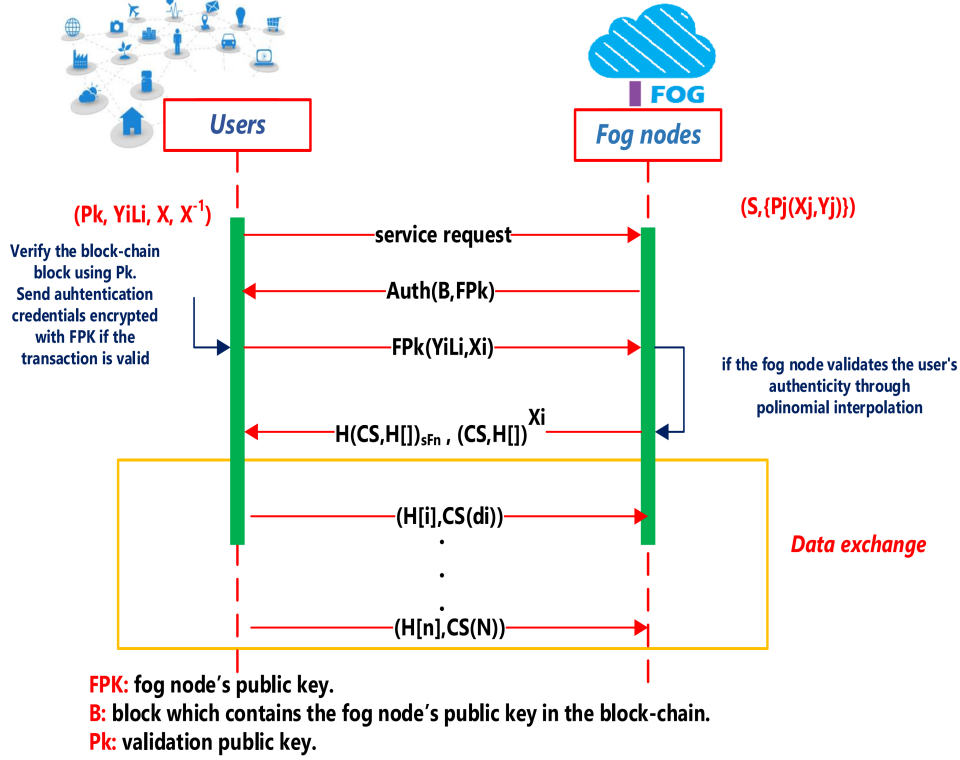 FOG
Users
Fog nodes
(Pk, YiLi, X, X⁻¹)
(S,{Pj(Xj,Yj)})
Verify the block-chain
block using Pk.
Send auhtentication
credentials encrypted
with FPK if the
transaction is valid
service request
Auth(B,FPk)
FPk(YiLi,Xi)
if the fog node validates the user's
authenticity through
polinomial interpolation
H(CS,H[])sFn , (CS,H[])Xi
(H[i],CS(di))
.
.
.
Data exchange
(H[n],CS(N))
FPK: fog node's public key.
B: block which contains the fog node's public key in the block-chain.
Pk: validation public key.